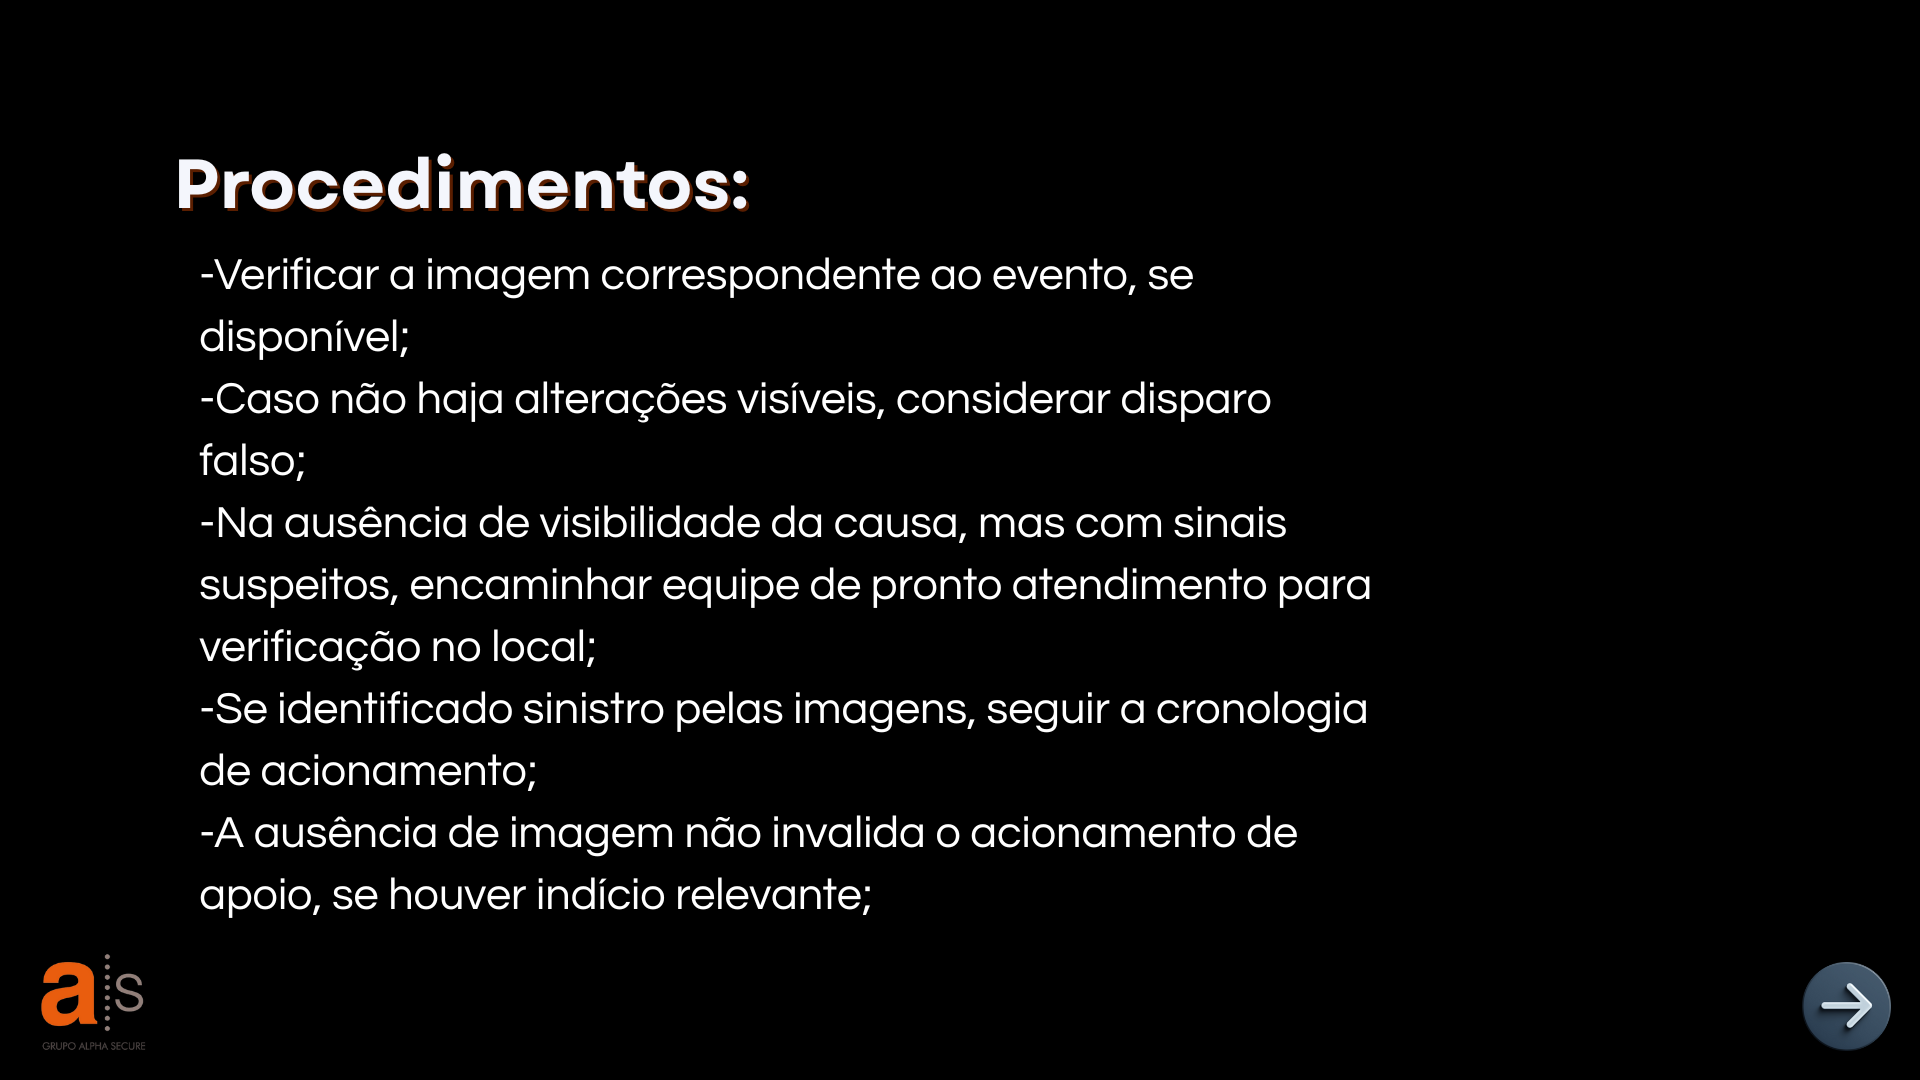 Procedimentos:
-Verificar a imagem correspondente ao evento, se
disponível;
-Caso não haja alterações visíveis, considerar disparo
falso;
-Na ausência de visibilidade da causa, mas com sinais
suspeitos, encaminhar equipe de pronto atendimento para
verificação no local;
-Se identificado sinistro pelas imagens, seguir a cronologia
de acionamento;
-A ausência de imagem não invalida o acionamento de
apoio, se houver indício relevante;
a s
GRUPO ALPHA SECURE